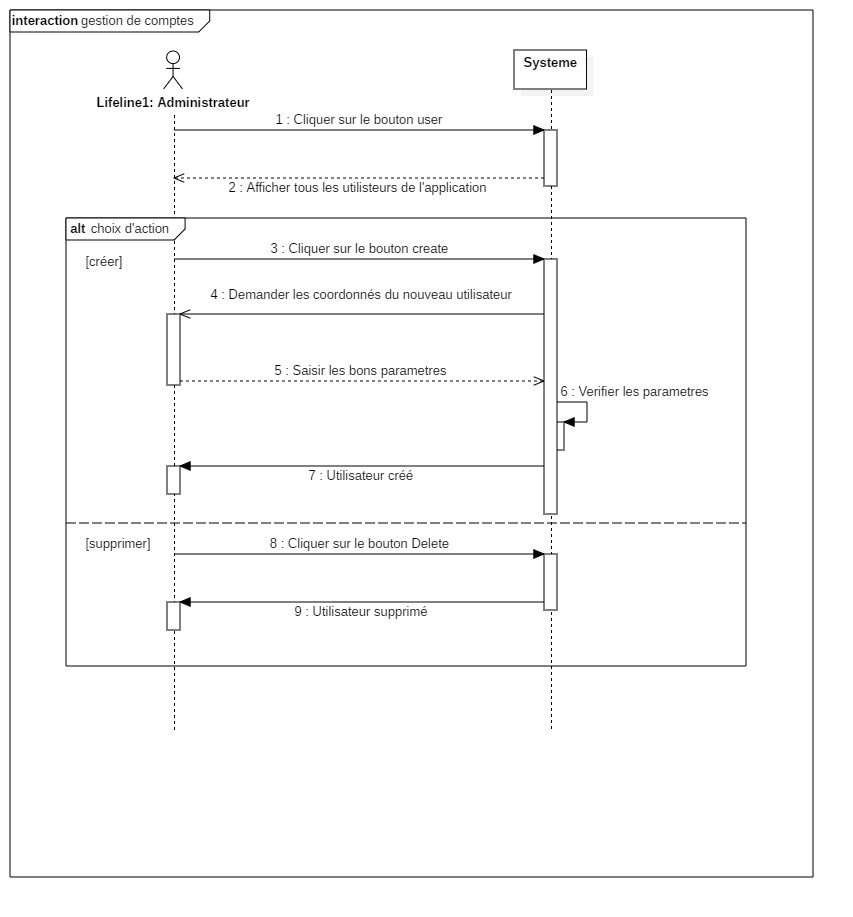 interaction gestion de comptes
Systeme
Lifeline1: Administrateur
1 : Cliquer sur le bouton user
2 : Afficher tous les utilisteurs de l'application
alt choix d'action
3 : Cliquer sur le bouton create
[créer]
4 : Demander les coordonnés du nouveau utilisateur
5 : Saisir les bons parametres
6 : Verifier les parametres
7 : Utilisateur créé
[supprimer]
8 : Cliquer sur le bouton Delete
9 : Utilisateur supprimé